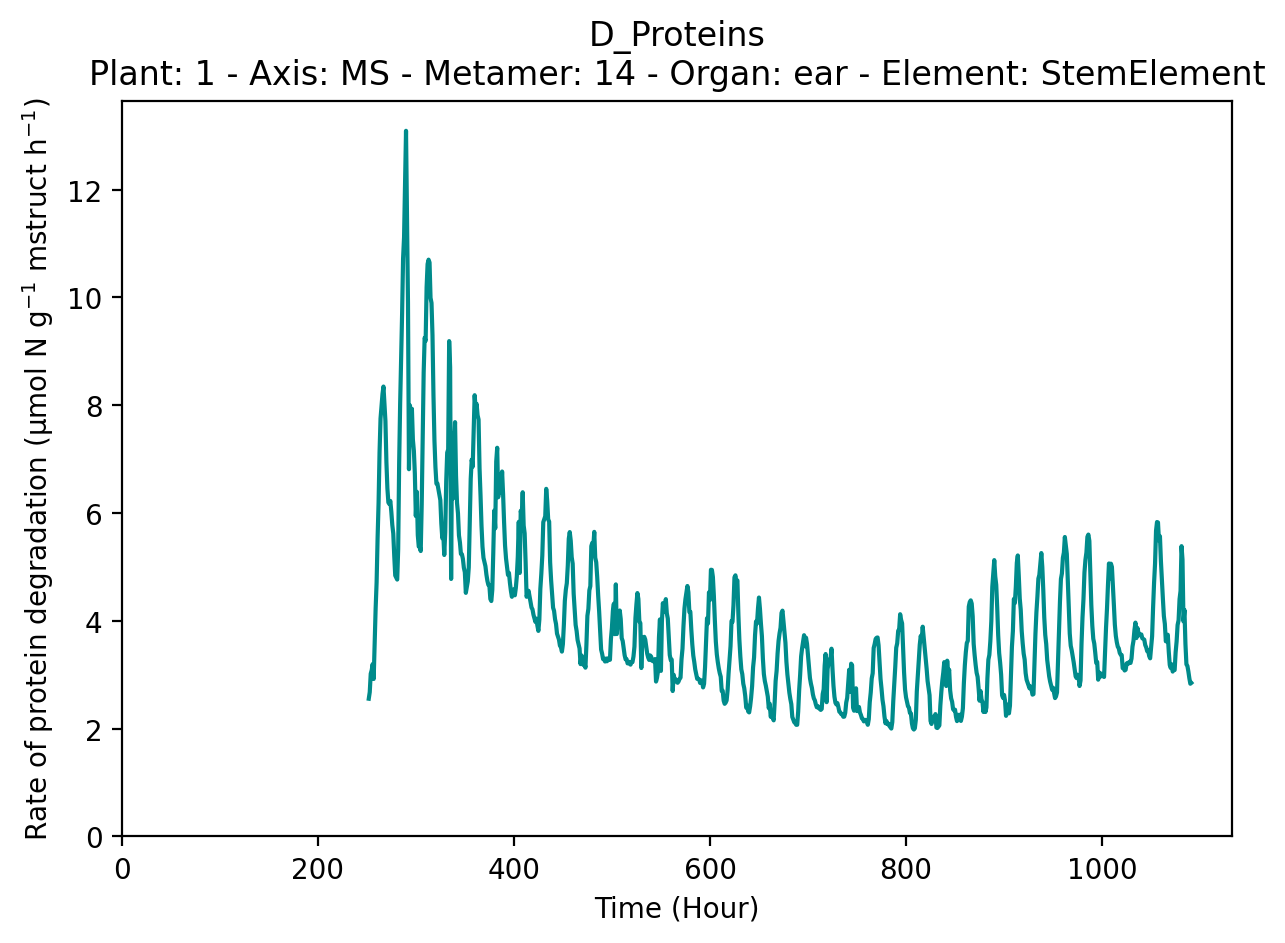 D_Proteins
Plant: 1 - Axis: MS - Metamer: 14 - Organ: ear - Element: StemElement
Rate of protein degradation (µmol N g⁻¹ mstruct h⁻¹)
12
10
8
6
4
2
0
0 200 400 600 800 1000
Time (Hour)